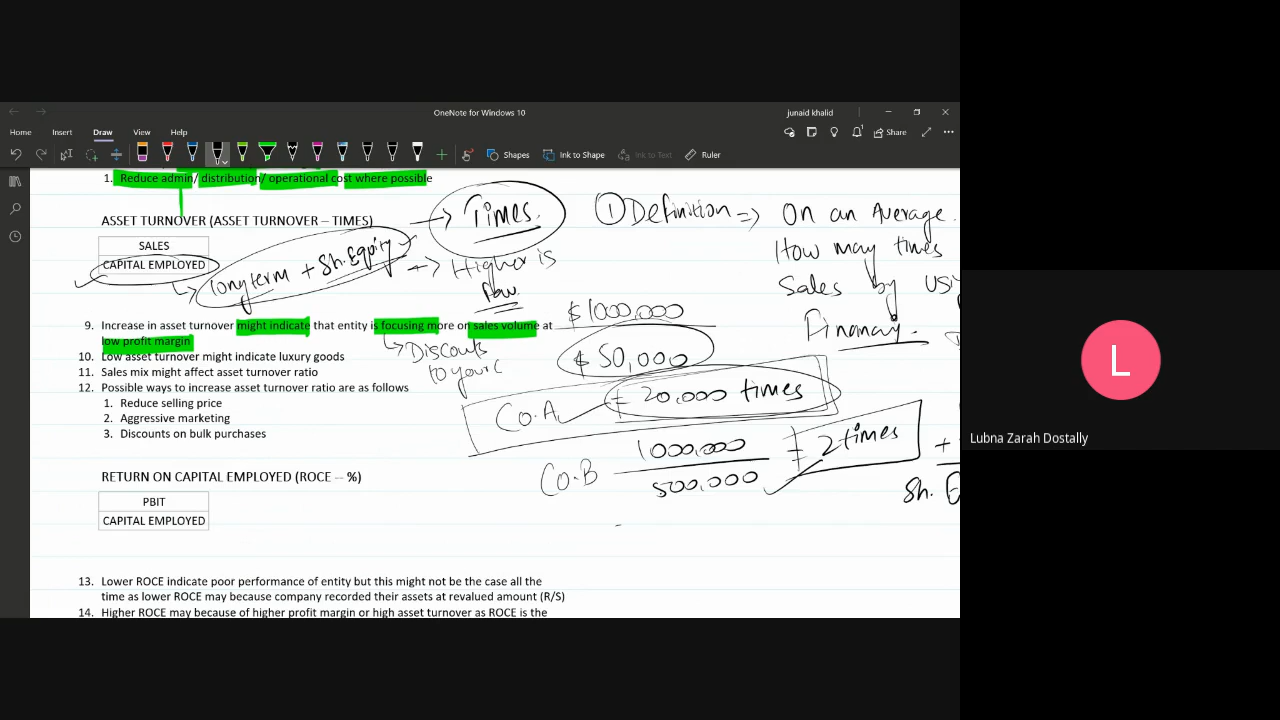 OneNote for Windows 10
junaid khalid
Home Insert Draw View Help
Share
Shapes Ink to Shape Ink to Text Ruler
1. Reduce admin/ distribution/ operational cost where possible
ASSET TURNOVER (ASSET TURNOVER – TIMES)
Times.
SALES
CAPITAL EMPLOYED
long term + Sh. Equity
Higher is
① Definition => On an Average.
How may times
Sales by
Financing.
9. Increase in asset turnover might indicate that entity is focusing more on sales volume at
low profit margin
Discouts
to your
10. Low asset turnover might indicate luxury goods
11. Sales mix might affect asset turnover ratio
12. Possible ways to increase asset turnover ratio are as follows
1. Reduce selling price
2. Aggressive marketing
3. Discounts on bulk purchases
$1000,000
$50,000
Co.A = 20,000 times
Co.B 1000,000 = 2 times
500,000
Sh.
RETURN ON CAPITAL EMPLOYED (ROCE -- %)
PBIT
CAPITAL EMPLOYED
13. Lower ROCE indicate poor performance of entity but this might not be the case all the
time as lower ROCE may because company recorded their assets at revalued amount (R/S)
14. Higher ROCE may because of higher profit margin or high asset turnover as ROCE is the
L
Lubna Zarah Dostally